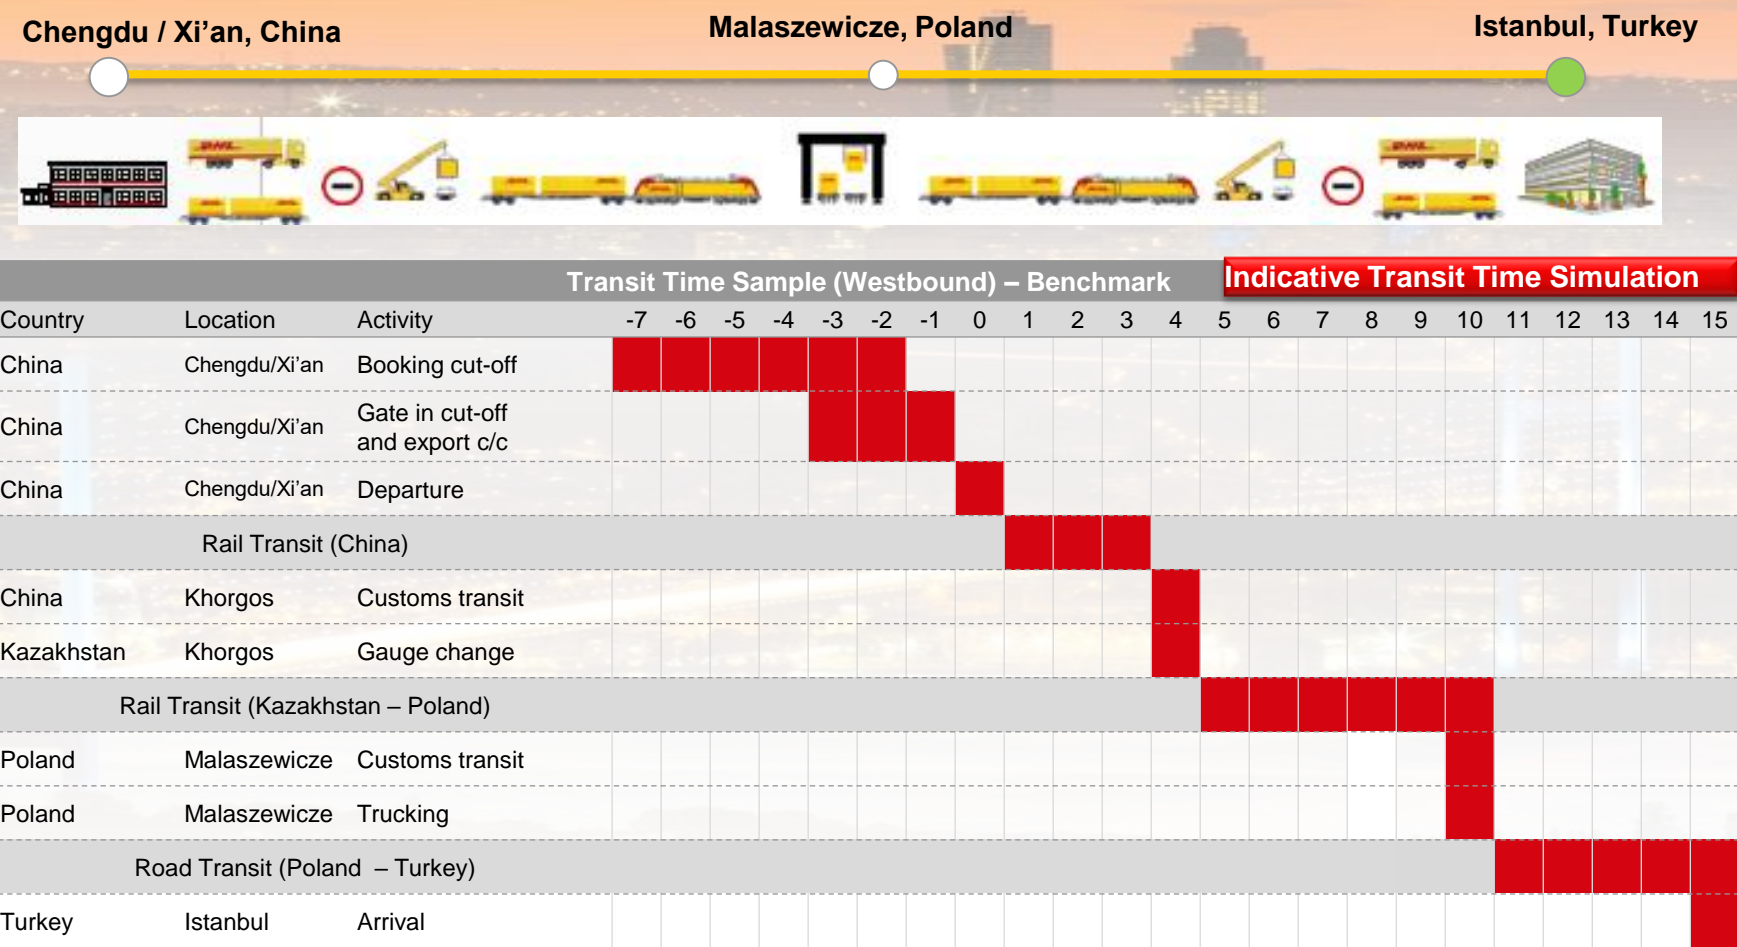 Chengdu / Xi’an, China
Malaszewicze, Poland
Istanbul, Turkey
Transit Time Sample (Westbound) – Benchmark
Indicative Transit Time Simulation
Country Location Activity -7 -6 -5 -4 -3 -2 -1 0 1 2 3 4 5 6 7 8 9 10 11 12 13 14 15
China Chengdu/Xi’an Booking cut-off
China Chengdu/Xi’an Gate in cut-off
and export c/c
China Chengdu/Xi’an Departure
Rail Transit (China)
China Khorgos Customs transit
Kazakhstan Khorgos Gauge change
Rail Transit (Kazakhstan – Poland)
Poland Malaszewicze Customs transit
Poland Malaszewicze Trucking
Road Transit (Poland – Turkey)
Turkey Istanbul Arrival